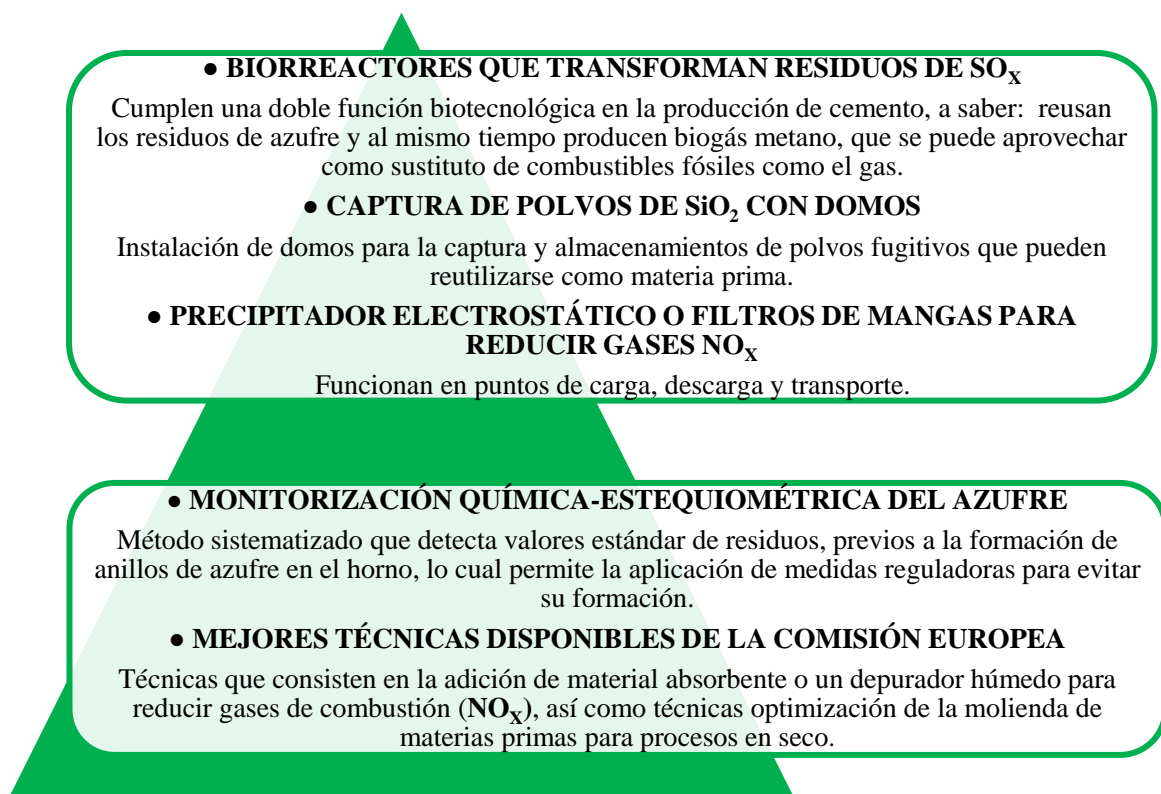 ● BIORREACTORES QUE TRANSFORMAN RESIDUOS DE SOX
Cumplen una doble función biotecnológica en la producción de cemento, a saber: reusan
los residuos de azufre y al mismo tiempo producen biogás metano, que se puede aprovechar
como sustituto de combustibles fósiles como el gas.
● CAPTURA DE POLVOS DE SiO2 CON DOMOS
Instalación de domos para la captura y almacenamientos de polvos fugitivos que pueden
reutilizarse como materia prima.
● PRECIPITADOR ELECTROSTÁTICO O FILTROS DE MANGAS PARA
REDUCIR GASES NOX
Funcionan en puntos de carga, descarga y transporte.
● MONITORIZACIÓN QUÍMICA-ESTEQUIOMÉTRICA DEL AZUFRE
Método sistematizado que detecta valores estándar de residuos, previos a la formación de
anillos de azufre en el horno, lo cual permite la aplicación de medidas reguladoras para evitar
su formación.
● MEJORES TÉCNICAS DISPONIBLES DE LA COMISIÓN EUROPEA
Técnicas que consisten en la adición de material absorbente o un depurador húmedo para
reducir gases de combustión (NOX), así como técnicas optimización de la molienda de
materias primas para procesos en seco.